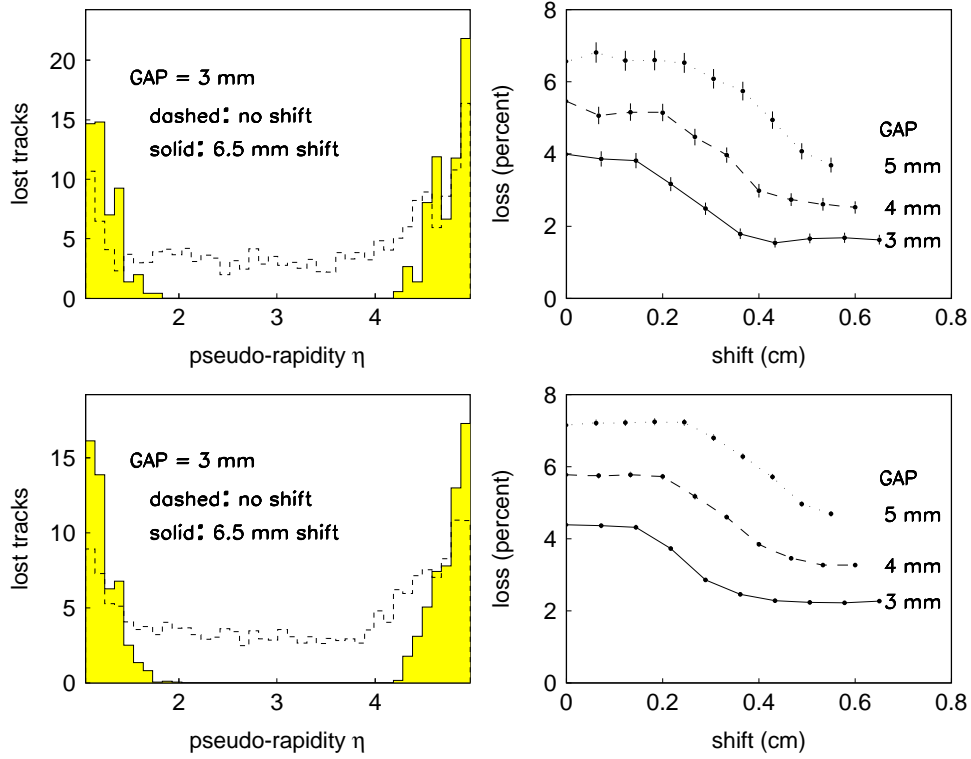 lost tracks
20
15
10
5
0
GAP = 3 mm
dashed: no shift
solid: 6.5 mm shift
2
3
4
pseudo-rapidity η
loss (percent)
8
6
4
2
0
GAP
5 mm
4 mm
3 mm
0
0.2
0.4
0.6
0.8
shift (cm)
lost tracks
15
10
5
0
GAP = 3 mm
dashed: no shift
solid: 6.5 mm shift
2
3
4
pseudo-rapidity η
loss (percent)
8
6
4
2
0
GAP
5 mm
4 mm
3 mm
0
0.2
0.4
0.6
0.8
shift (cm)